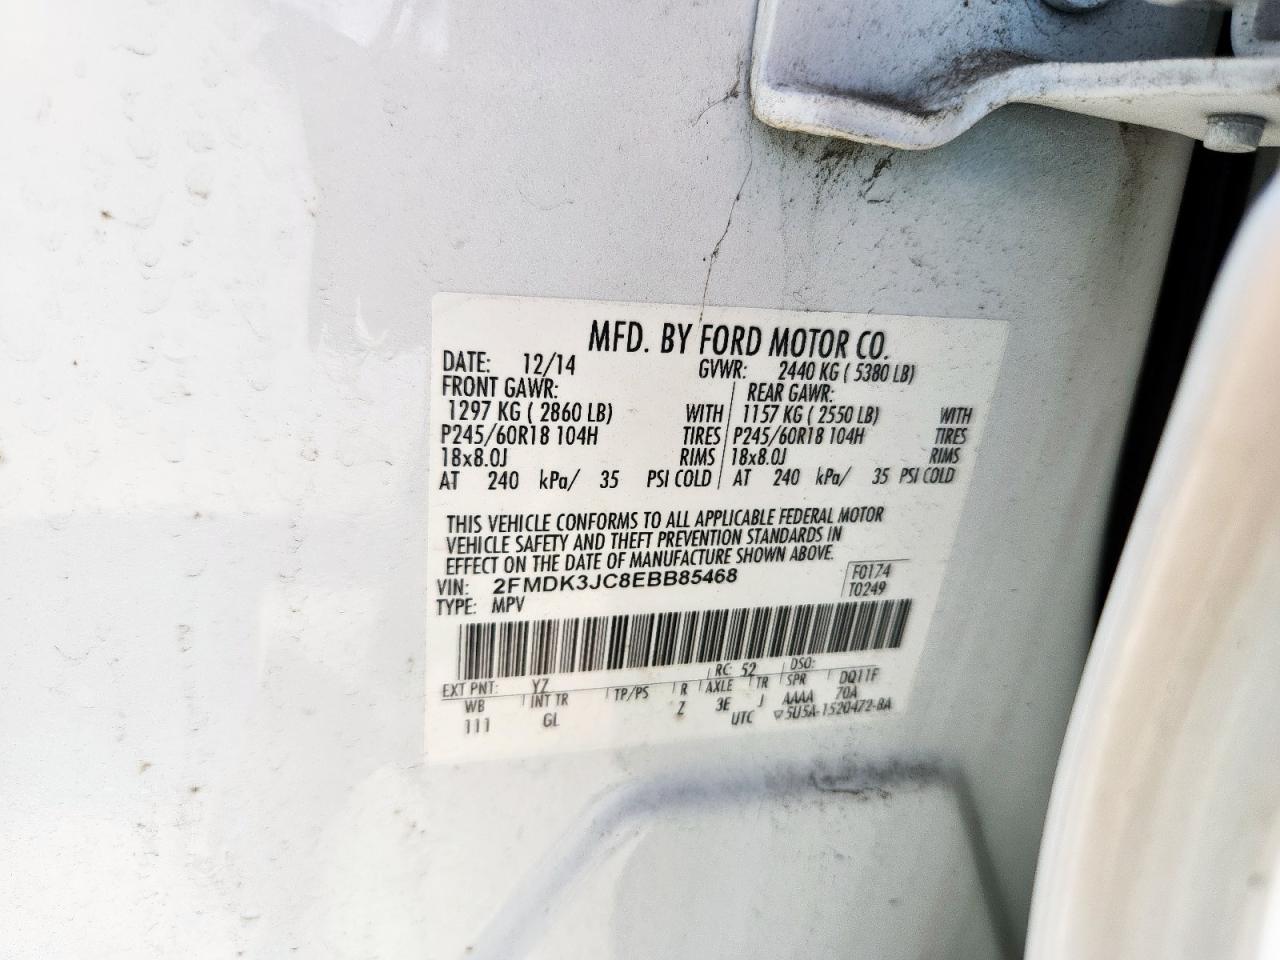 MFD. BY FORD MOTOR CO.
DATE: 12/14 GVWR: 2440 KG ( 5380 LB)
FRONT GAWR: REAR GAWR:
1297 KG ( 2860 LB) WITH 1157 KG ( 2550 LB) WITH
P245/60R18 104H TIRES P245/60R18 104H TIRES
18x8.0J RIMS 18x8.0J RIMS
AT 240 kPa/ 35 PSI COLD AT 240 kPa/ 35 PSI COLD
THIS VEHICLE CONFORMS TO ALL APPLICABLE FEDERAL MOTOR
VEHICLE SAFETY AND THEFT PREVENTION STANDARDS IN
EFFECT ON THE DATE OF MANUFACTURE SHOWN ABOVE.
VIN: 2FMDK3JC8EBB85468 F0174
TYPE: MPV T0249
EXT PNT: YZ RC: 52 DSO:
WB INT TR TP/PS R AXLE TR SPR DQ11F
111 GL Z 3E J AAAA 70A
UTC ▽5U5A-1520472-BA